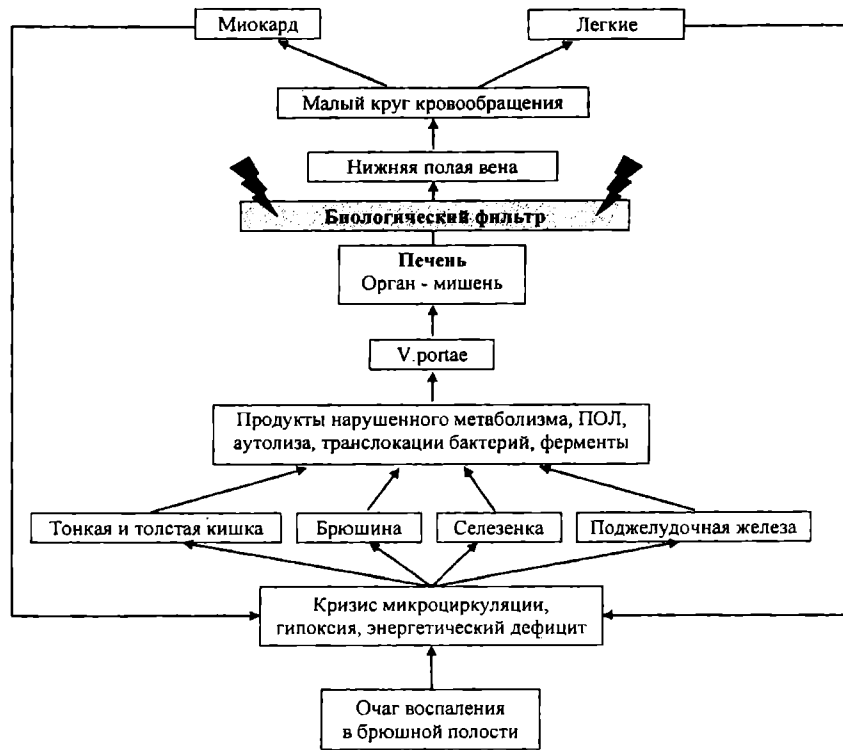 Миокард
Легкие
Малый круг кровообращения
Нижняя полая вена
Биологический фильтр
Печень
Орган - мишень
V.portae
Продукты нарушенного метаболизма, ПОЛ,
аутолиза, транслокации бактерий, ферменты
Тонкая и толстая кишка
Брюшина
Селезенка
Поджелудочная железа
Кризис микроциркуляции,
гипоксия, энергетический дефицит
Очаг воспаления
в брюшной полости